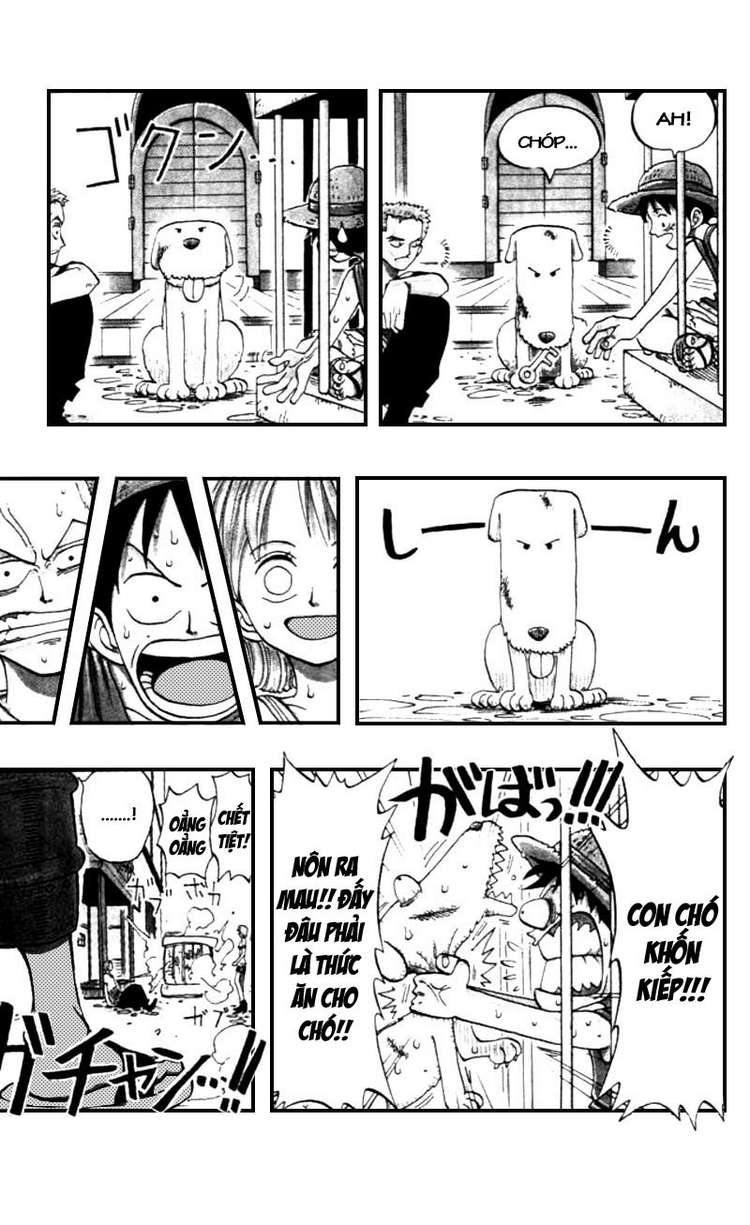 AH!
CHÓP...
ゴクン...
しーーん
がばっ!!!
CON CHÓ
KHỐN
KIẾP!!!
NÔN RA
MAU!! ĐẤY
ĐÂU PHẢI
LÀ THỨC
ĂN CHO
CHÓ!!
CHẾT
TIỆT!
OẲNG
OẲNG
........!
ガチャン...!!